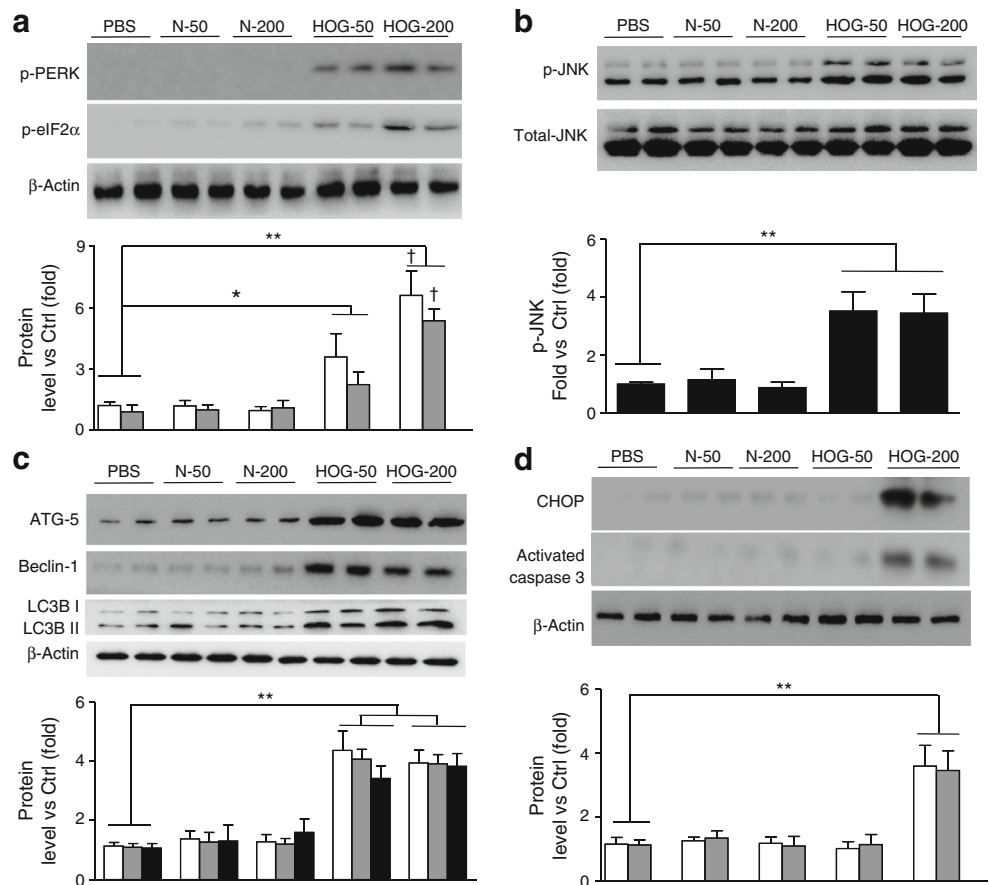 a
PBS N-50 N-200 HOG-50 HOG-200
p-PERK
p-eIF2α
β-Actin
Protein
level vs Ctrl (fold)
9
6
3
0
**
*
†
†
b
PBS N-50 N-200 HOG-50 HOG-200
p-JNK
Total-JNK
p-JNK
Fold vs Ctrl (fold)
6
4
2
0
**
c
PBS N-50 N-200 HOG-50 HOG-200
ATG-5
Beclin-1
LC3B I
LC3B II
β-Actin
Protein
level vs Ctrl (fold)
6
4
2
0
**
d
PBS N-50 N-200 HOG-50 HOG-200
CHOP
Activated
caspase 3
β-Actin
Protein
level vs Ctrl (fold)
6
4
2
0
**